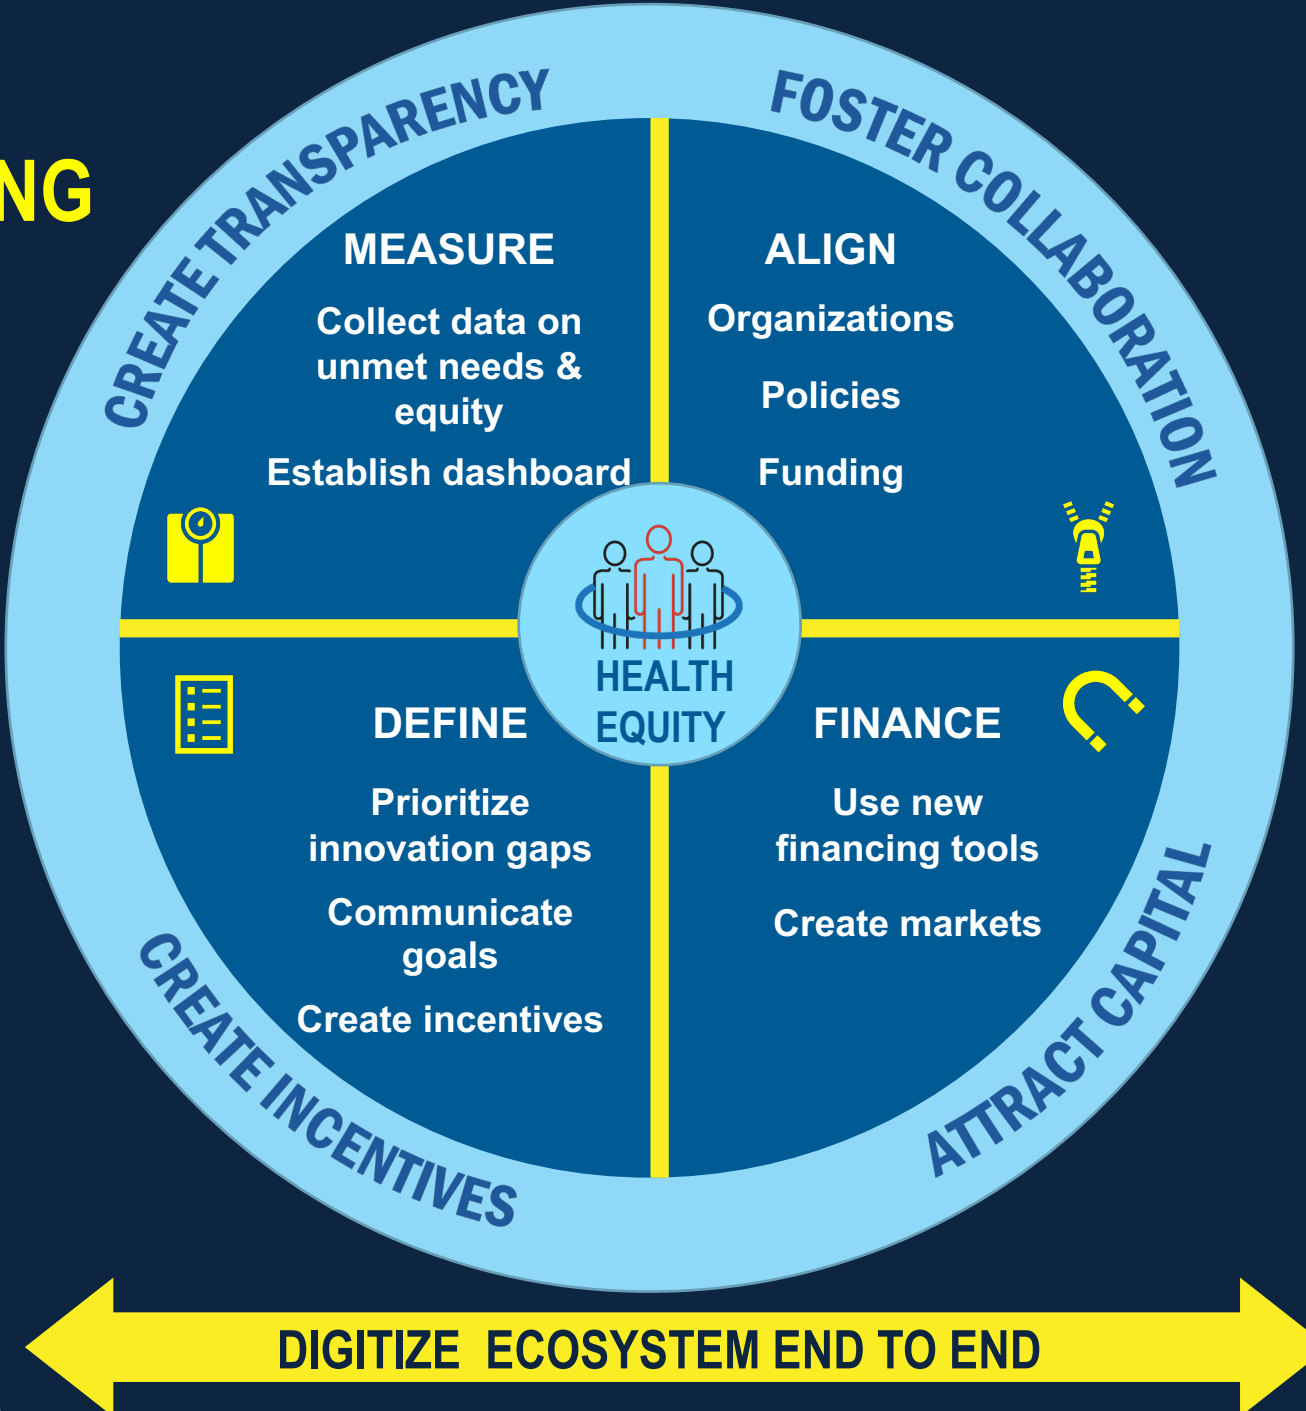 NG
CREATE TRANSPARENCY
FOSTER COLLABORATION
MEASURE
Collect data on
unmet needs &
equity
Establish dashboard
ALIGN
Organizations
Policies
Funding
HEALTH
EQUITY
DEFINE
Prioritize
innovation gaps
Communicate
goals
Create incentives
FINANCE
Use new
financing tools
Create markets
CREATE INCENTIVES
ATTRACT CAPITAL
DIGITIZE ECOSYSTEM END TO END